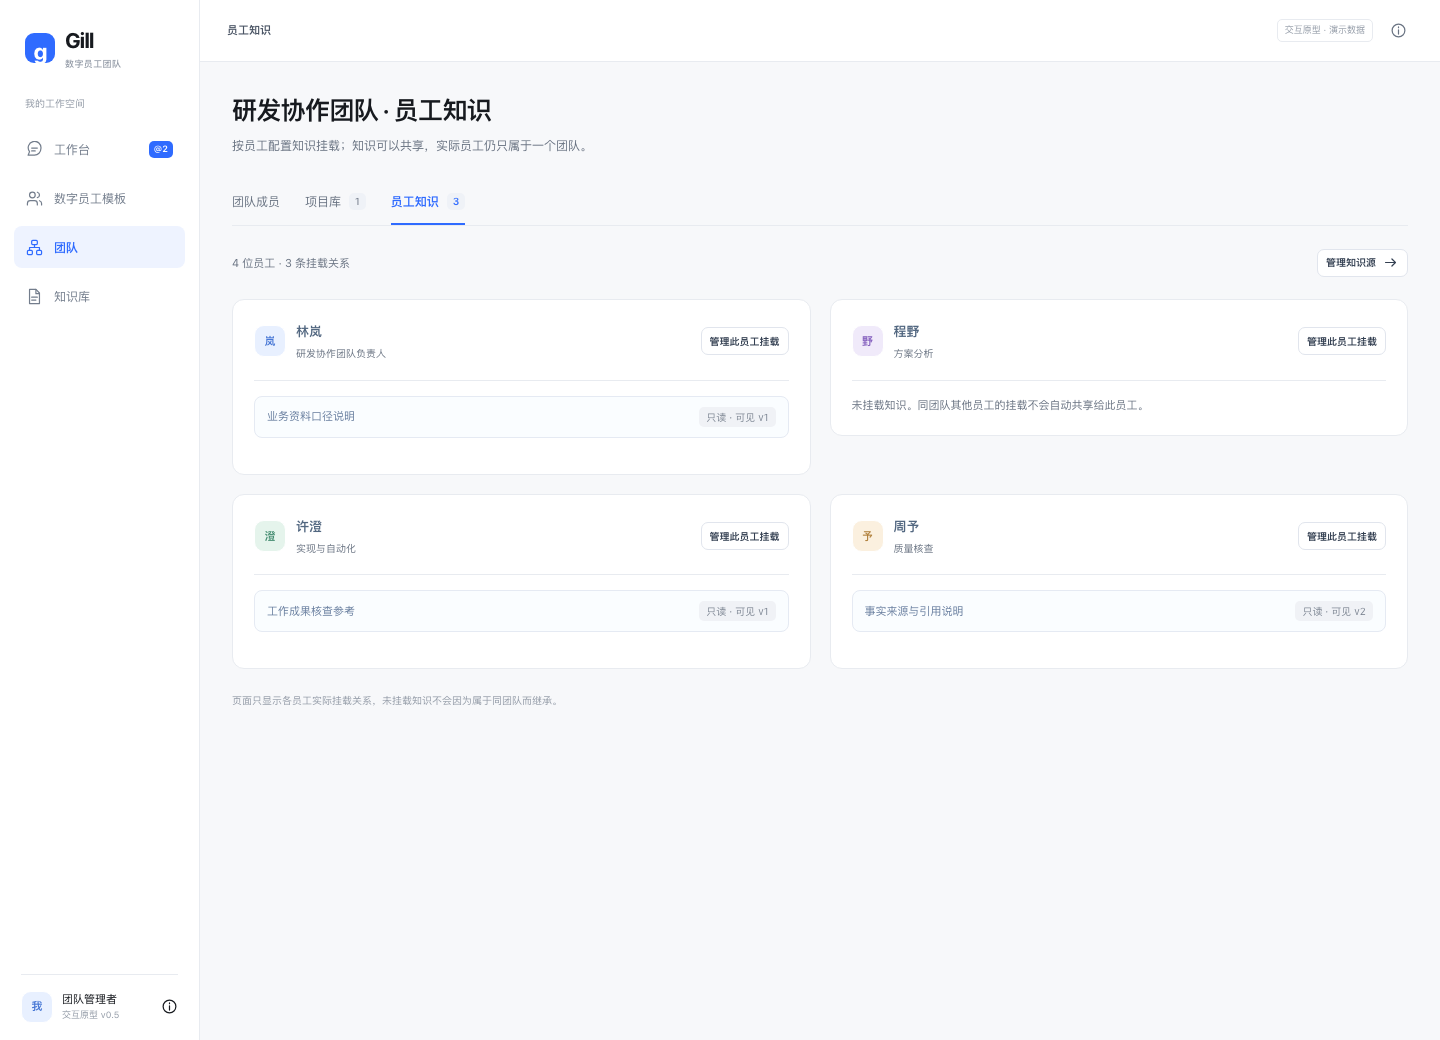 g
Gill
数字员工团队
我的工作空间
工作台
@2
数字员工模板
团队
知识库
我
团队管理者
交互原型 v0.5
员工知识
交互原型 · 演示数据
研发协作团队 · 员工知识
按员工配置知识挂载；知识可以共享，实际员工仍只属于一个团队。
团队成员
项目库 1
员工知识 3
4 位员工 · 3 条挂载关系
管理知识源
岚
林岚
研发协作团队负责人
管理此员工挂载
业务资料口径说明
只读 · 可见 v1
野
程野
方案分析
管理此员工挂载
未挂载知识。同团队其他员工的挂载不会自动共享给此员工。
澄
许澄
实现与自动化
管理此员工挂载
工作成果核查参考
只读 · 可见 v1
予
周予
质量核查
管理此员工挂载
事实来源与引用说明
只读 · 可见 v2
页面只显示各员工实际挂载关系，未挂载知识不会因为属于同团队而继承。